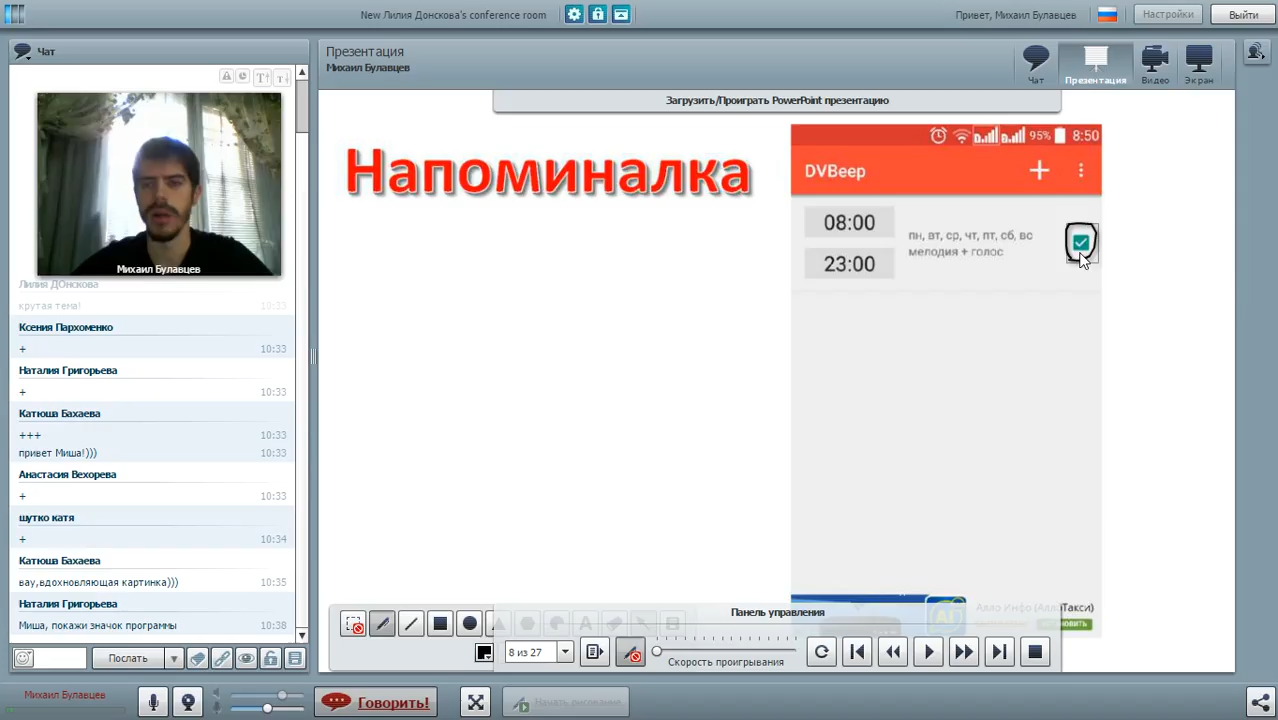 New Лилия Донскова's conference room
Привет, Михаил Булавцев
Настройки
Выйти
Чат
Михаил Булавцев
Лилия ДОнскова
крутая тема!
10:33
Ксения Пархоменко
+
10:33
Наталия Григорьева
+
10:33
Катюша Бахаева
+++
10:33
привет Миша!)))
10:33
Анастасия Вехорева
+
10:33
шутко катя
+
10:34
Катюша Бахаева
вау,вдохновляющая картинка)))
10:35
Наталия Григорьева
Миша, покажи значок программы
10:38
Послать
Презентация
Михаил Булавцев
Чат
Презентация
Видео
Экран
Загрузить/Проиграть PowerPoint презентацию
Напоминалка
95%
8:50
DVBeep
08:00
23:00
пн, вт, ср, чт, пт, сб, вс
мелодия + голос
Панель управления
8 из 27
Скорость проигрывания
Михаил Булавцев
Говорить!
Начать рисование